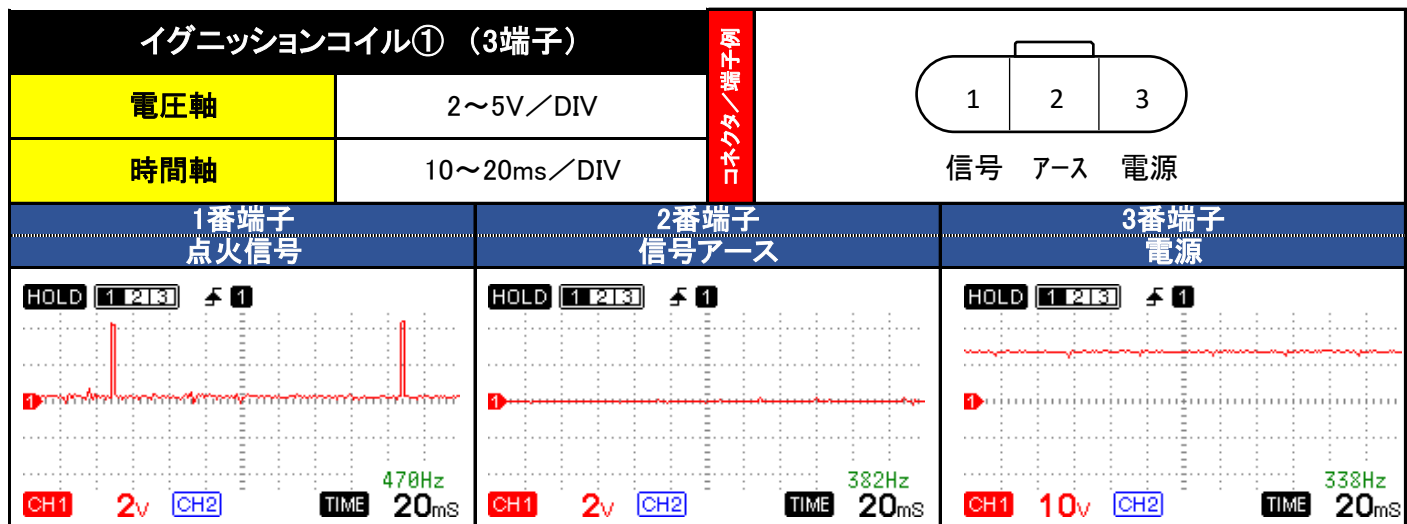 イグニッションコイル① （3端子）
電圧軸
2～5V／DIV
時間軸
10～20ms／DIV
コネクタ／端子例
1 2 3
信号 アース 電源
1番端子
点火信号
2番端子
信号アース
3番端子
電源
HOLD 1 2 3 1
1
470Hz
CH1 2V CH2 TIME 20mS
HOLD 1 2 3 1
1
382Hz
CH1 2V CH2 TIME 20mS
HOLD 1 2 3 1
1
338Hz
CH1 10V CH2 TIME 20mS